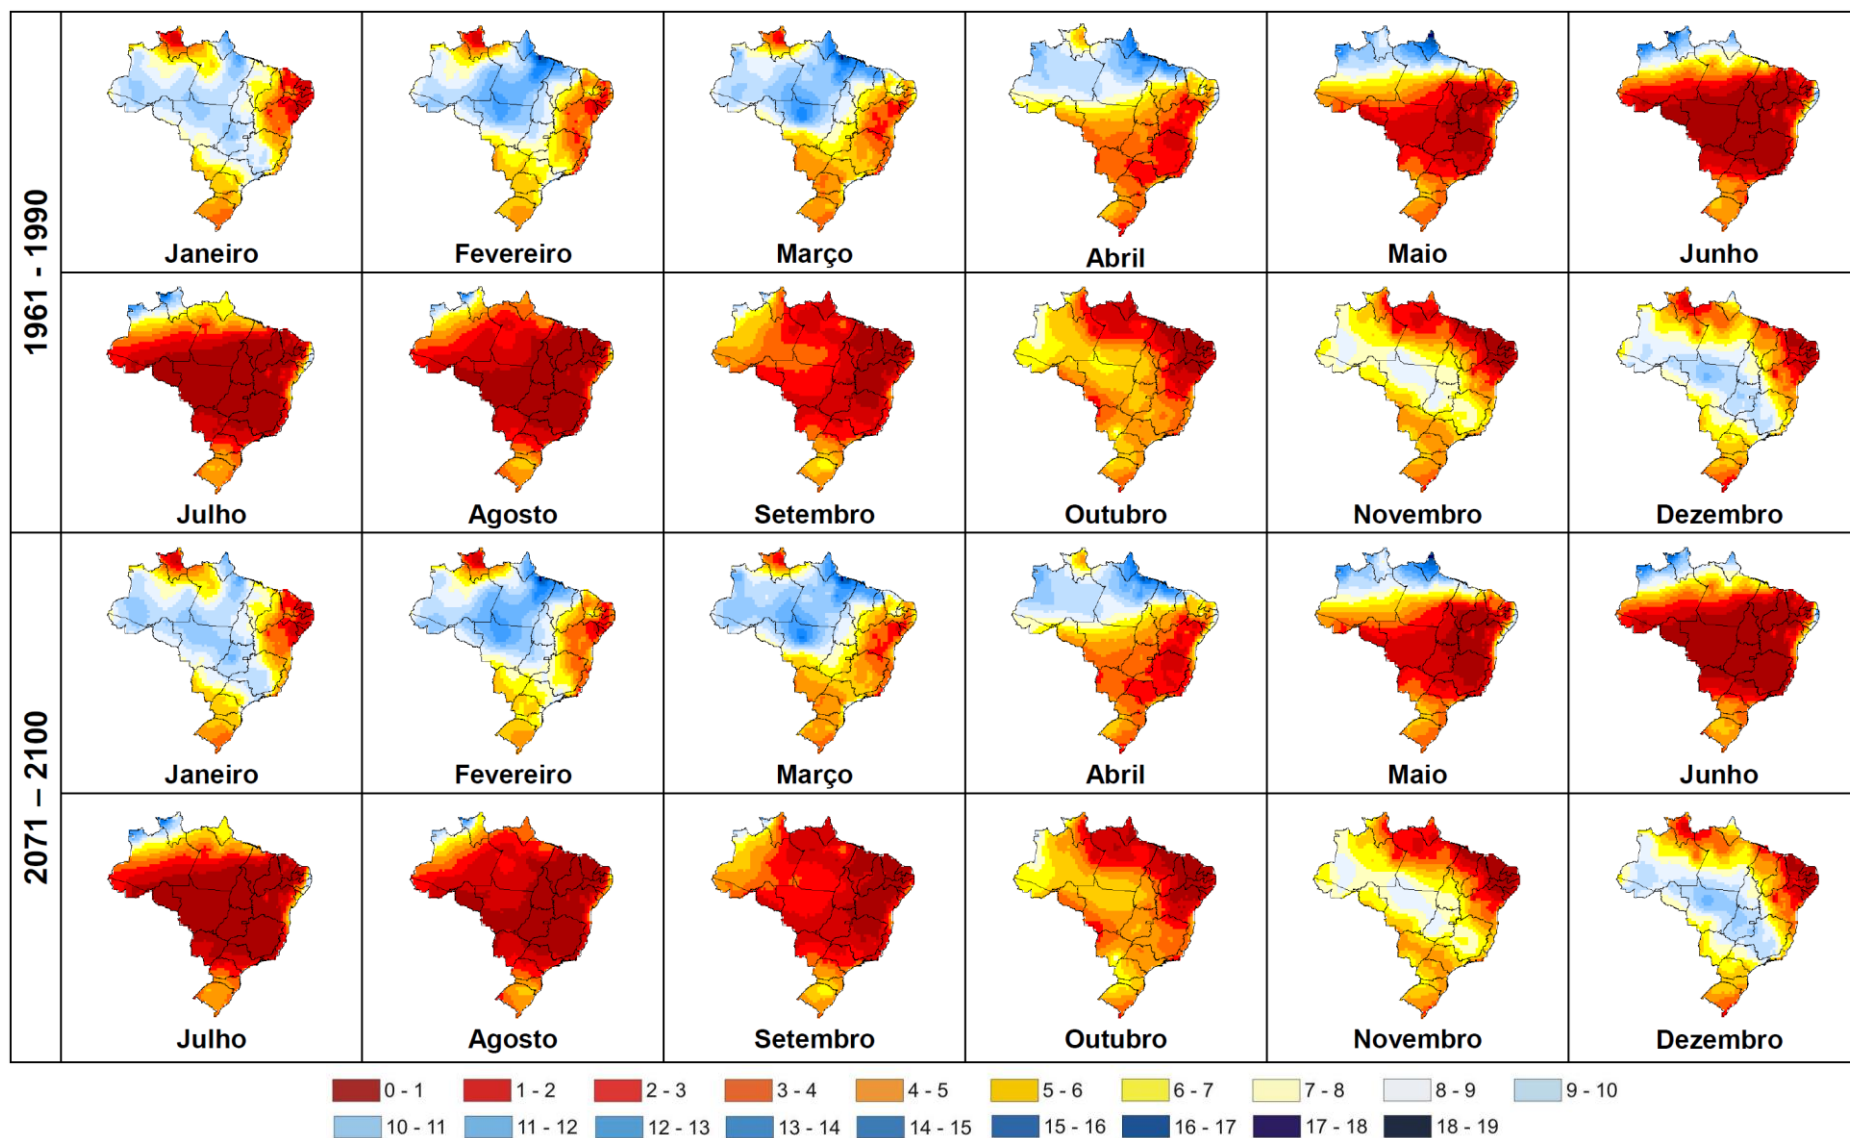 1961 - 1990
Janeiro
Fevereiro
Março
Abril
Maio
Junho
Julho
Agosto
Setembro
Outubro
Novembro
Dezembro
2071 – 2100
Janeiro
Fevereiro
Março
Abril
Maio
Junho
Julho
Agosto
Setembro
Outubro
Novembro
Dezembro
0 - 1 1 - 2 2 - 3 3 - 4 4 - 5 5 - 6 6 - 7 7 - 8 8 - 9 9 - 10
10 - 11 11 - 12 12 - 13 13 - 14 14 - 15 15 - 16 16 - 17 17 - 18 18 - 19